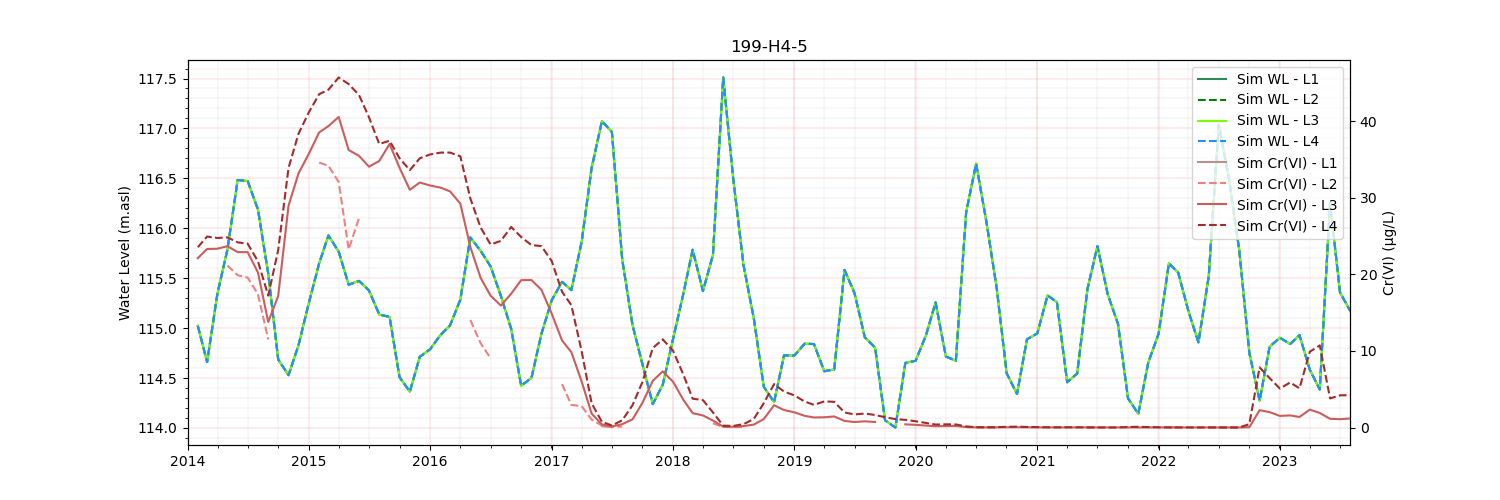 199-H4-5
Water Level (m.asl)
117.5
117.0
116.5
116.0
115.5
115.0
114.5
114.0
2014 2015 2016 2017 2018 2019 2020 2021 2022 2023
Sim WL - L1
Sim WL - L2
Sim WL - L3
Sim WL - L4
Sim Cr(VI) - L1
Sim Cr(VI) - L2
Sim Cr(VI) - L3
Sim Cr(VI) - L4
40
30
20
10
0
Cr(VI) (μg/L)